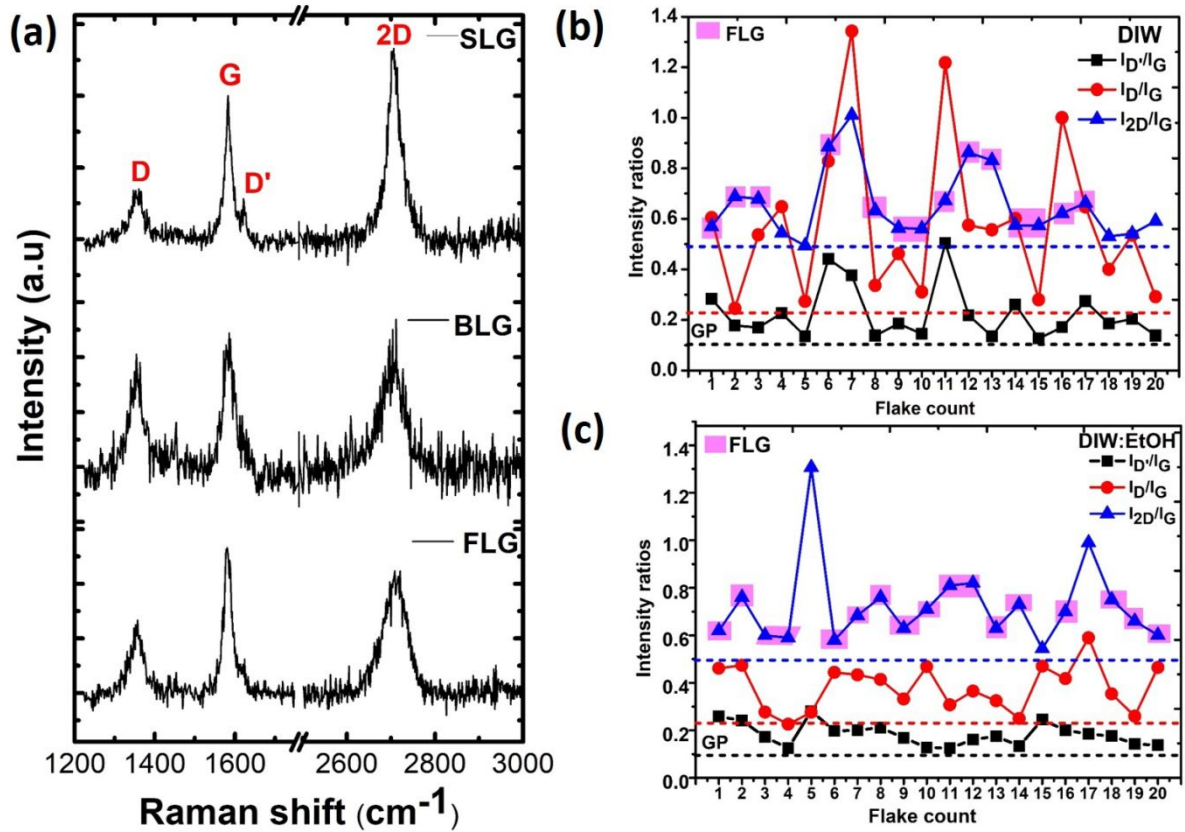 (a)
SLG
BLG
FLG
D
G
D'
2D
Intensity (a.u)
1200 1400 1600 2600 2800 3000
Raman shift (cm-1)
(b)
FLG
DIW
ID'/IG
ID/IG
I2D/IG
Intensity ratios
1.4
1.2
1.0
0.8
0.6
0.4
0.2
0.0
GP
1 2 3 4 5 6 7 8 9 10 11 12 13 14 15 16 17 18 19 20
Flake count
(c)
FLG
DIW:EtOH
ID'/IG
ID/IG
I2D/IG
Intensity ratios
1.4
1.2
1.0
0.8
0.6
0.4
0.2
0.0
GP
1 2 3 4 5 6 7 8 9 10 11 12 13 14 15 16 17 18 19 20
Flake count